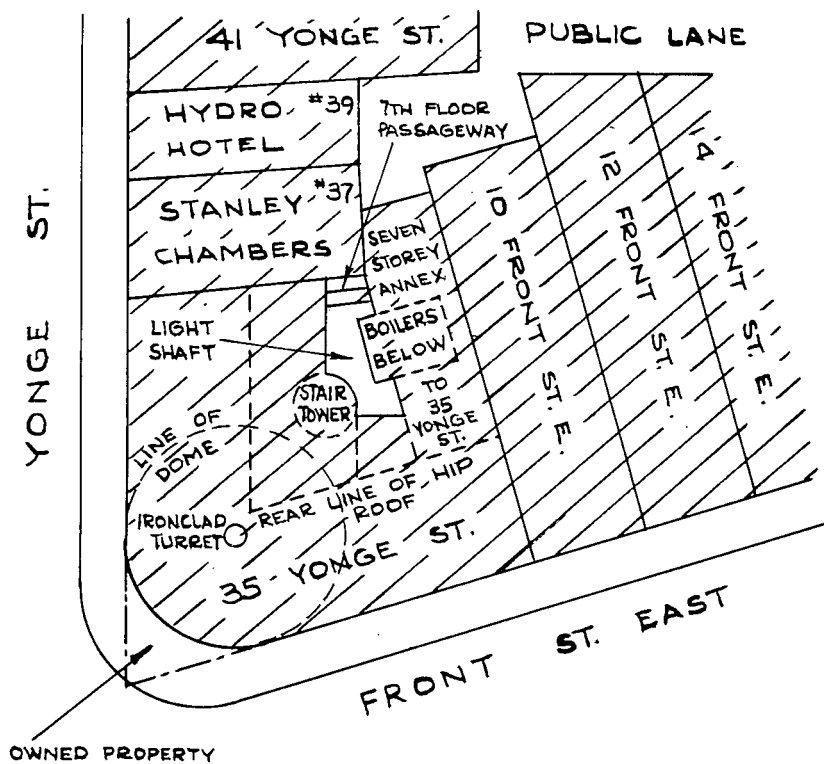 41 YONGE ST.
PUBLIC LANE
HYDRO #39
HOTEL
7TH FLOOR
PASSAGEWAY
STANLEY #37
CHAMBERS
SEVEN
STOREY
ANNEX
BOILERS
BELOW
TO
35
YONGE
ST.
10 FRONT ST. E.
12 FRONT ST. E.
14 FRONT ST. E.
YONGE ST.
LIGHT
SHAFT
STAIR
TOWER
LINE OF
DOME
REAR LINE OF HIP
ROOF
IRONCLAD
TURRET
35 YONGE ST.
FRONT ST. EAST
OWNED PROPERTY